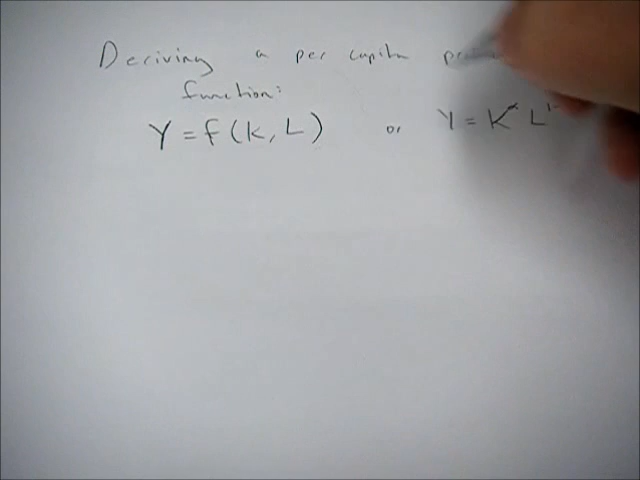 Deriving a per capita
function:
Y = f(K, L) or Y = K^α L